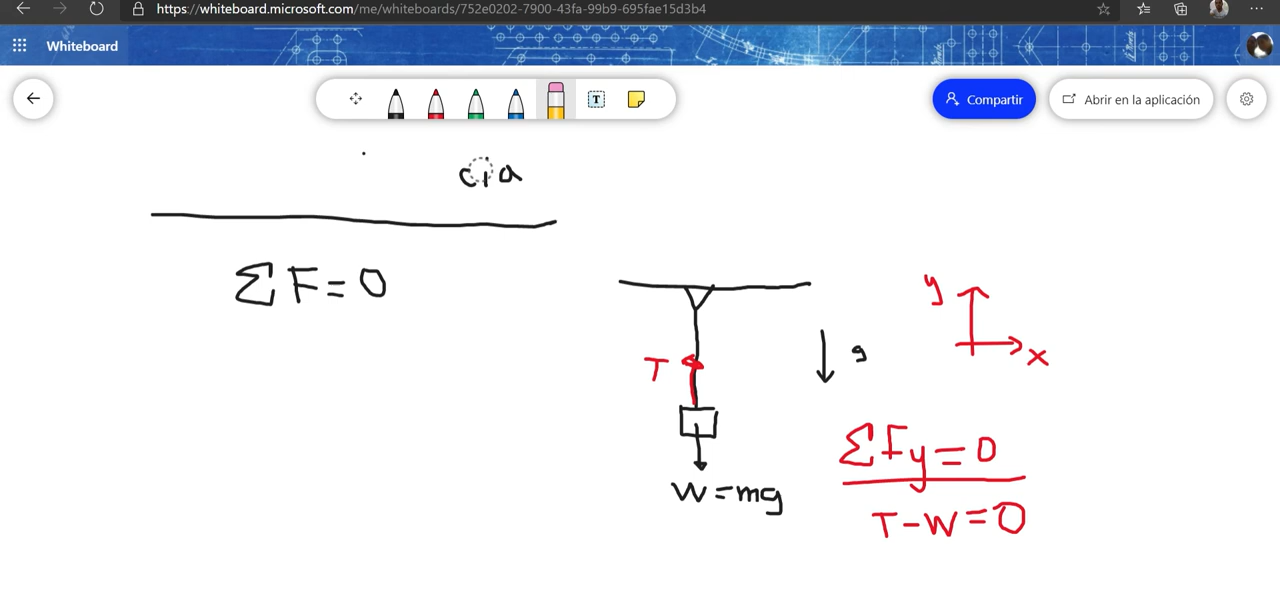 https://whiteboard.microsoft.com/me/whiteboards/752e0202-7900-43fa-99b9-695fae15d3b4
Whiteboard
T
Compartir
Abrir en la aplicación
cia
ΣF=0
y
x
g
T
W=mg
ΣFy=0
T-W=0